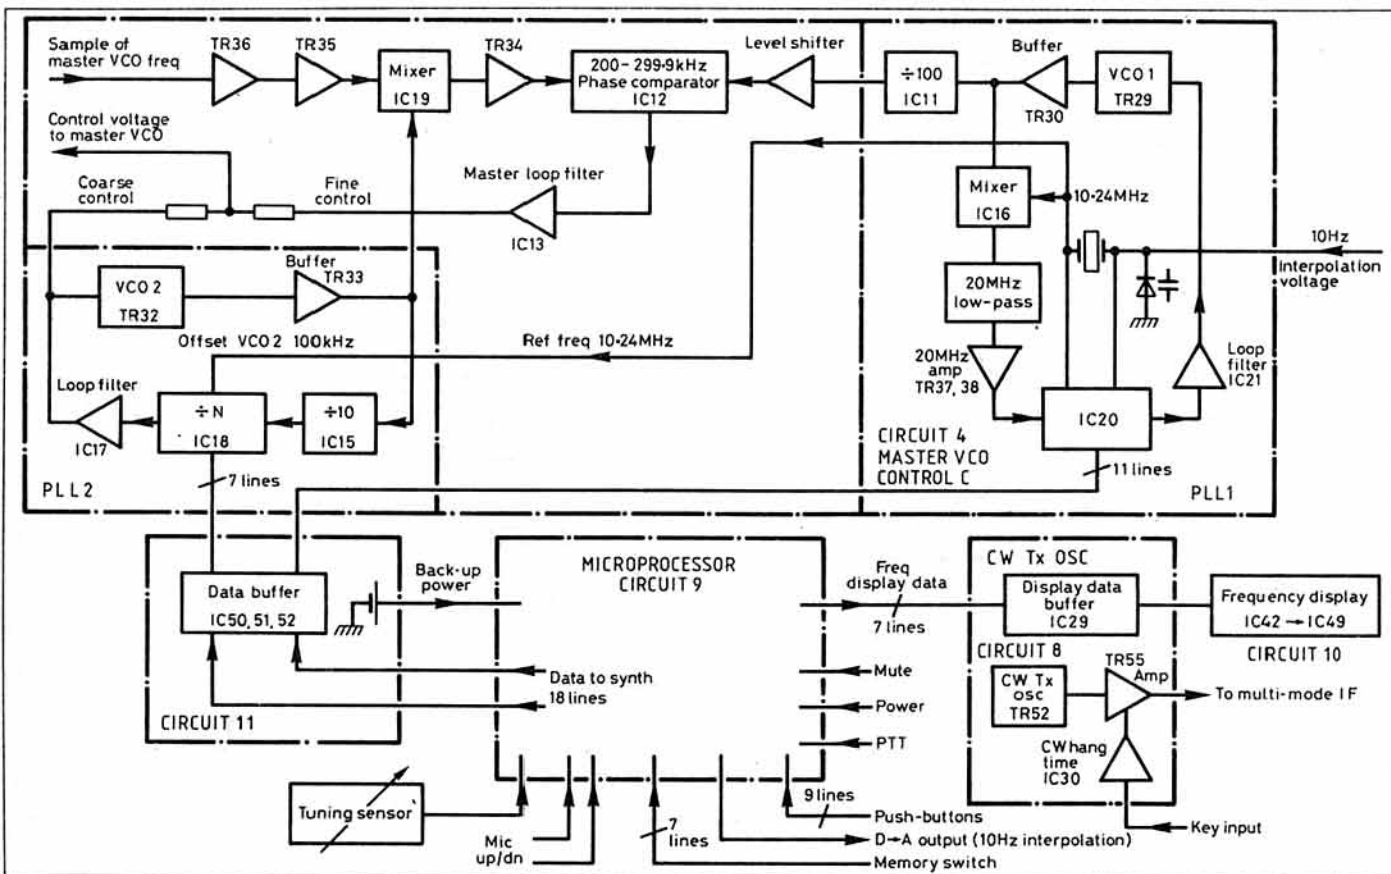 Sample of
master VCO freq
TR36
TR35
Mixer
IC19
TR34
200-299·9kHz
Phase comparator
IC12
Level shifter
÷100
IC11
Buffer
TR30
VCO 1
TR29
Control voltage
to master VCO
Coarse
control
Fine
control
Master loop filter
IC13
Mixer
IC16
10·24MHz
10Hz
Interpolation
voltage
VCO 2
TR32
Buffer
TR33
Offset VCO 2 100kHz
Ref freq 10·24MHz
20MHz
low-pass
20MHz
amp
TR37, 38
Loop
filter
IC21
Loop filter
IC17
÷N
IC18
÷10
IC15
IC20
CIRCUIT 4
MASTER VCO
CONTROL C
11 lines
PLL2
7 lines
PLL1
Data buffer
IC50, 51, 52
Back-up
power
MICROPROCESSOR
CIRCUIT 9
Freq
display data
7 lines
CW Tx OSC
Display data
buffer
IC29
Frequency display
IC42 → IC49
CIRCUIT 10
Data to synth
18 lines
CIRCUIT 11
Mute
Power
PTT
CIRCUIT 8
CW Tx
osc
TR52
TR55
Amp
To multi-mode IF
CW hang
time
IC30
Key input
Tuning sensor
Mic
up/dn
7
lines
9 lines
Push-buttons
D→A output (10Hz interpolation)
Memory switch